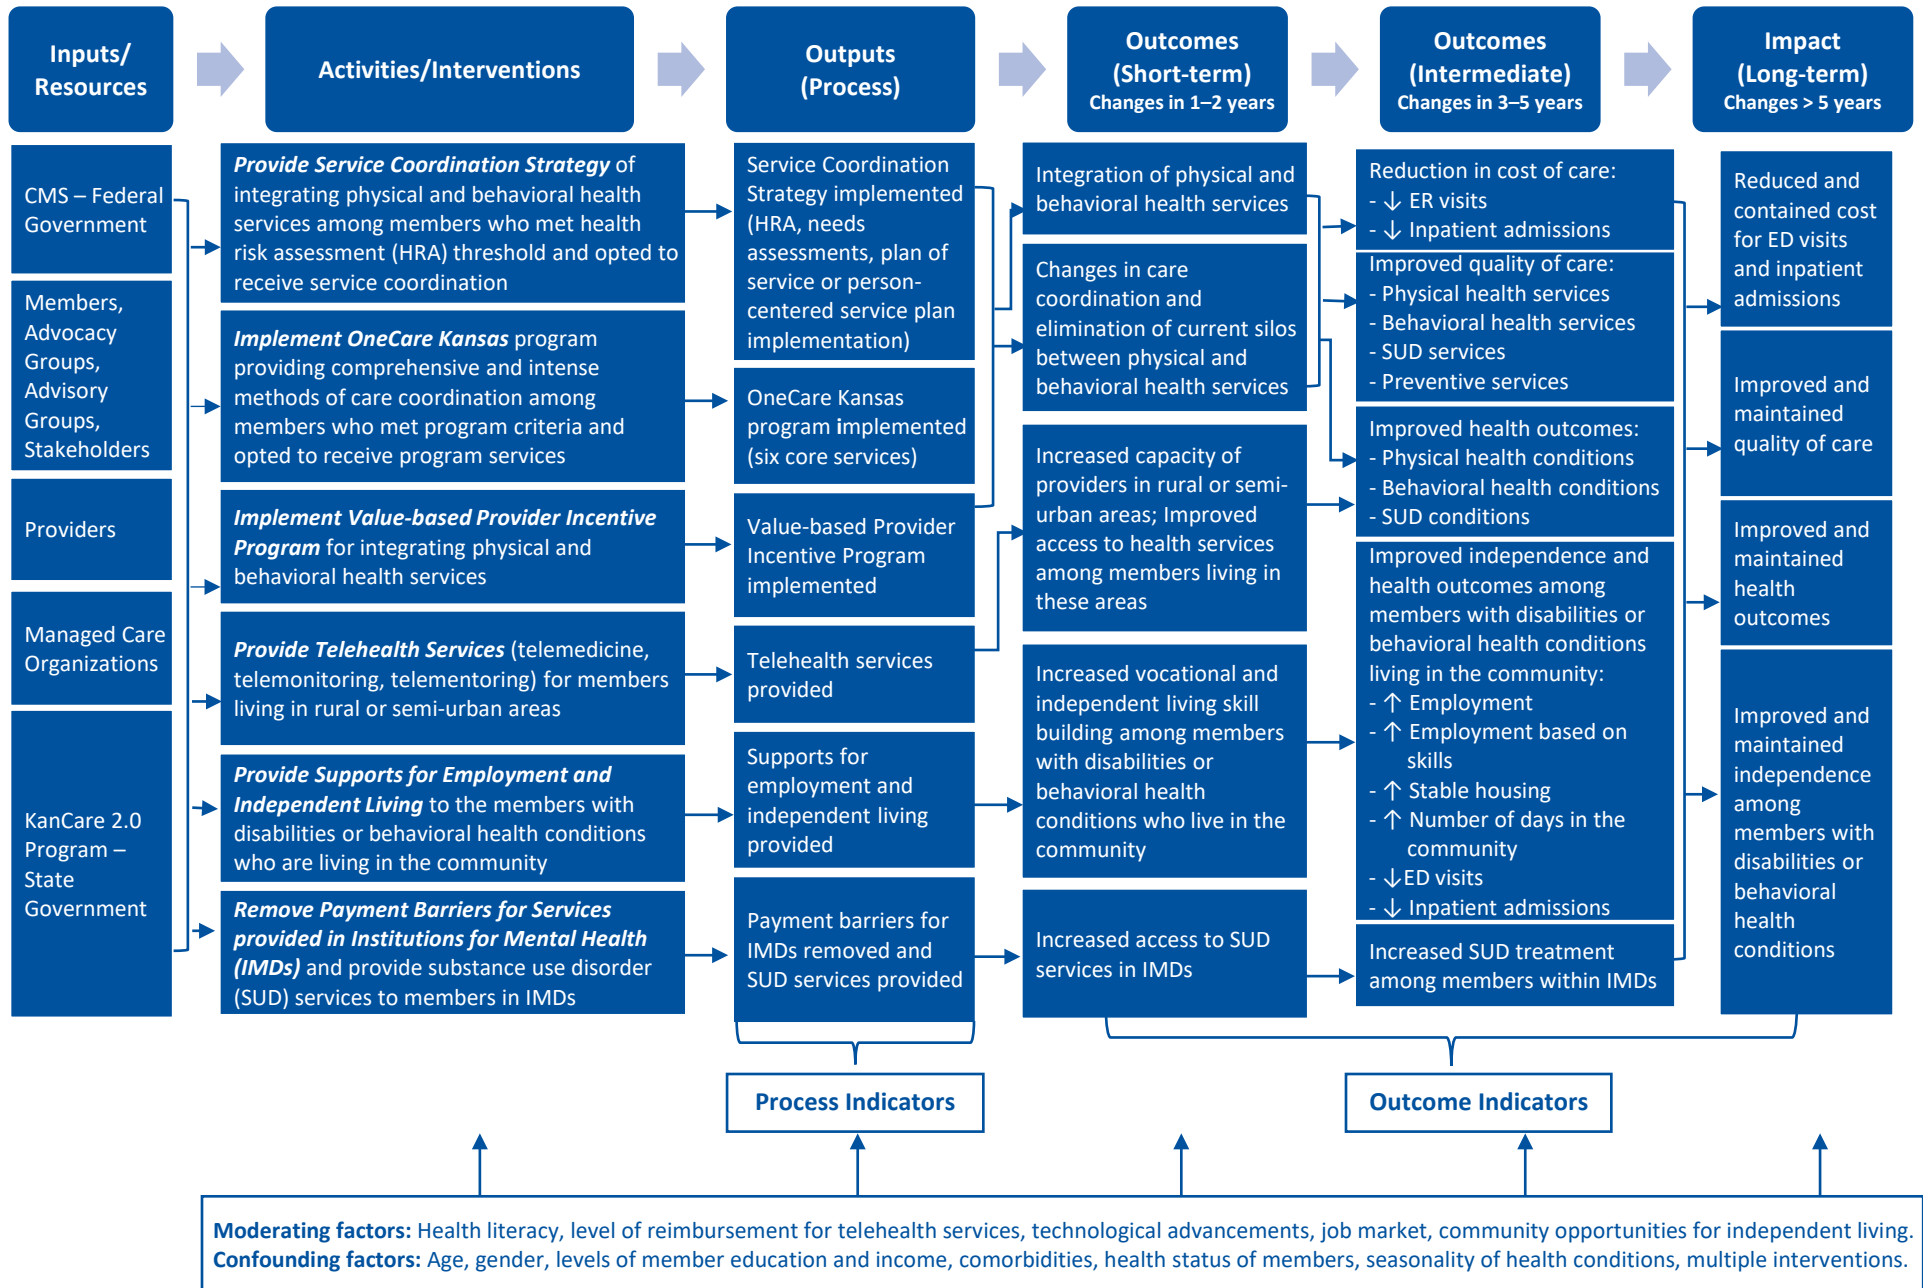 Inputs/
Resources
Activities/Interventions
Outputs
(Process)
Outcomes
(Short-term)
Changes in 1–2 years
Outcomes
(Intermediate)
Changes in 3–5 years
Impact
(Long-term)
Changes > 5 years
CMS – Federal
Government
Members,
Advocacy
Groups,
Advisory
Groups,
Stakeholders
Providers
Managed Care
Organizations
KanCare 2.0
Program –
State
Government
Provide Service Coordination Strategy of
integrating physical and behavioral health
services among members who met health
risk assessment (HRA) threshold and opted to
receive service coordination
Implement OneCare Kansas program
providing comprehensive and intense
methods of care coordination among
members who met program criteria and
opted to receive program services
Implement Value-based Provider Incentive
Program for integrating physical and
behavioral health services
Provide Telehealth Services (telemedicine,
telemonitoring, telementoring) for members
living in rural or semi-urban areas
Provide Supports for Employment and
Independent Living to the members with
disabilities or behavioral health conditions
who are living in the community
Remove Payment Barriers for Services
provided in Institutions for Mental Health
(IMDs) and provide substance use disorder
(SUD) services to members in IMDs
Service Coordination
Strategy implemented
(HRA, needs
assessments, plan of
service or person-
centered service plan
implementation)
OneCare Kansas
program implemented
(six core services)
Value-based Provider
Incentive Program
implemented
Telehealth services
provided
Supports for
employment and
independent living
provided
Payment barriers for
IMDs removed and
SUD services provided
Integration of physical and
behavioral health services
Changes in care
coordination and
elimination of current silos
between physical and
behavioral health services
Increased capacity of
providers in rural or semi-
urban areas; Improved
access to health services
among members living in
these areas
Increased vocational and
independent living skill
building among members
with disabilities or
behavioral health
conditions who live in the
community
Increased access to SUD
services in IMDs
Reduction in cost of care:
- ↓ ER visits
- ↓ Inpatient admissions
Improved quality of care:
- Physical health services
- Behavioral health services
- SUD services
- Preventive services
Improved health outcomes:
- Physical health conditions
- Behavioral health conditions
- SUD conditions
Improved independence and
health outcomes among
members with disabilities or
behavioral health conditions
living in the community:
- ↑ Employment
- ↑ Employment based on
skills
- ↑ Stable housing
- ↑ Number of days in the
community
- ↓ED visits
- ↓ Inpatient admissions
Increased SUD treatment
among members within IMDs
Reduced and
contained cost
for ED visits
and inpatient
admissions
Improved and
maintained
quality of care
Improved and
maintained
health
outcomes
Improved and
maintained
independence
among
members with
disabilities or
behavioral
health
conditions
Process Indicators
Outcome Indicators
Moderating factors: Health literacy, level of reimbursement for telehealth services, technological advancements, job market, community opportunities for independent living.
Confounding factors: Age, gender, levels of member education and income, comorbidities, health status of members, seasonality of health conditions, multiple interventions.